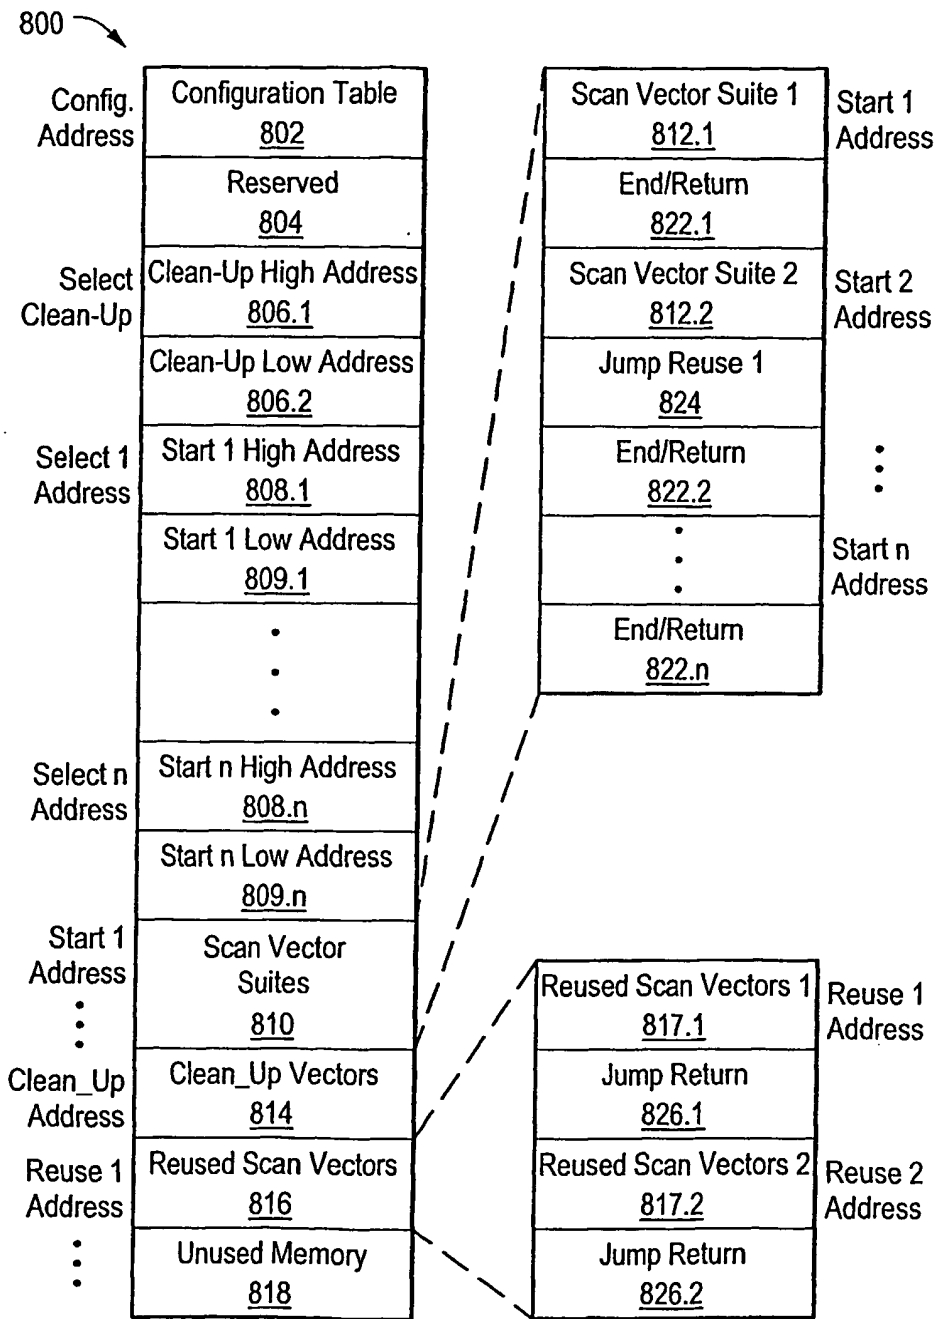 800
Config.
Address
Configuration Table
802
Reserved
804
Select
Clean-Up
Clean-Up High Address
806.1
Clean-Up Low Address
806.2
Select 1
Address
Start 1 High Address
808.1
Start 1 Low Address
809.1
Select n
Address
Start n High Address
808.n
Start n Low Address
809.n
Start 1
Address
Scan Vector
Suites
810
Clean_Up
Address
Clean_Up Vectors
814
Reuse 1
Address
Reused Scan Vectors
816
Unused Memory
818
Scan Vector Suite 1
812.1
Start 1
Address
End/Return
822.1
Scan Vector Suite 2
812.2
Start 2
Address
Jump Reuse 1
824
End/Return
822.2
Start n
Address
End/Return
822.n
Reused Scan Vectors 1
817.1
Reuse 1
Address
Jump Return
826.1
Reused Scan Vectors 2
817.2
Reuse 2
Address
Jump Return
826.2